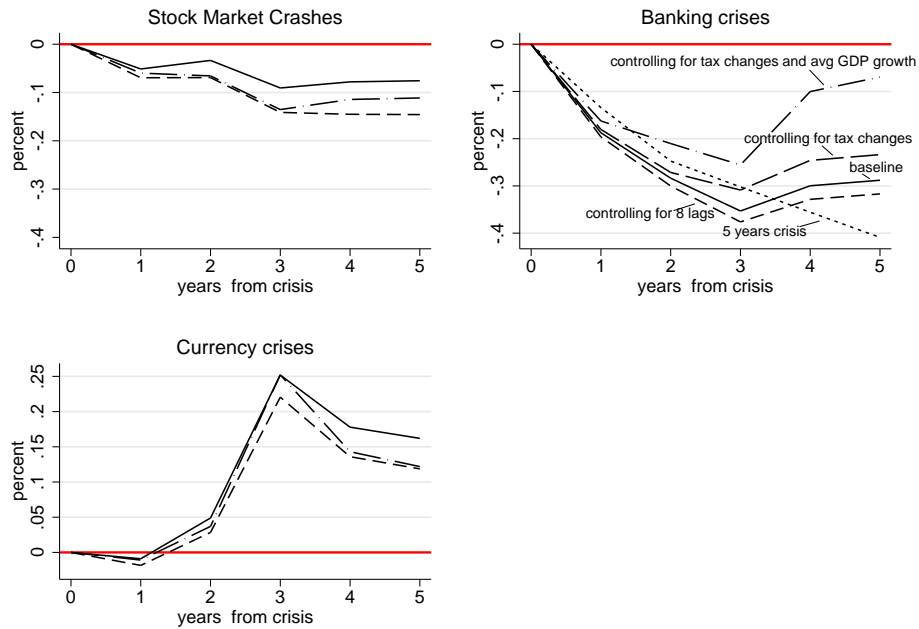 Stock Market Crashes
0
-.1
-.2
-.3
-.4
percent
0 1 2 3 4 5
years from crisis
Banking crises
0
-.1
-.2
-.3
-.4
percent
controlling for tax changes and avg GDP growth
controlling for tax changes
baseline
controlling for 8 lags
5 years crisis
0 1 2 3 4 5
years from crisis
Currency crises
.25
.2
.15
.1
.05
0
percent
0 1 2 3 4 5
years from crisis